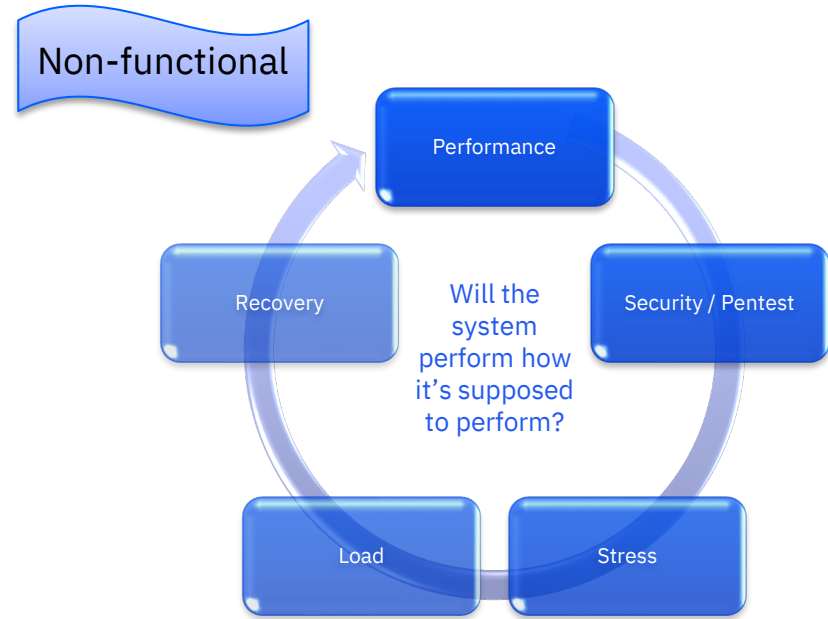 Non-functional
Performance
Security / Pentest
Stress
Load
Recovery
Will the
system
perform how
it’s supposed
to perform?